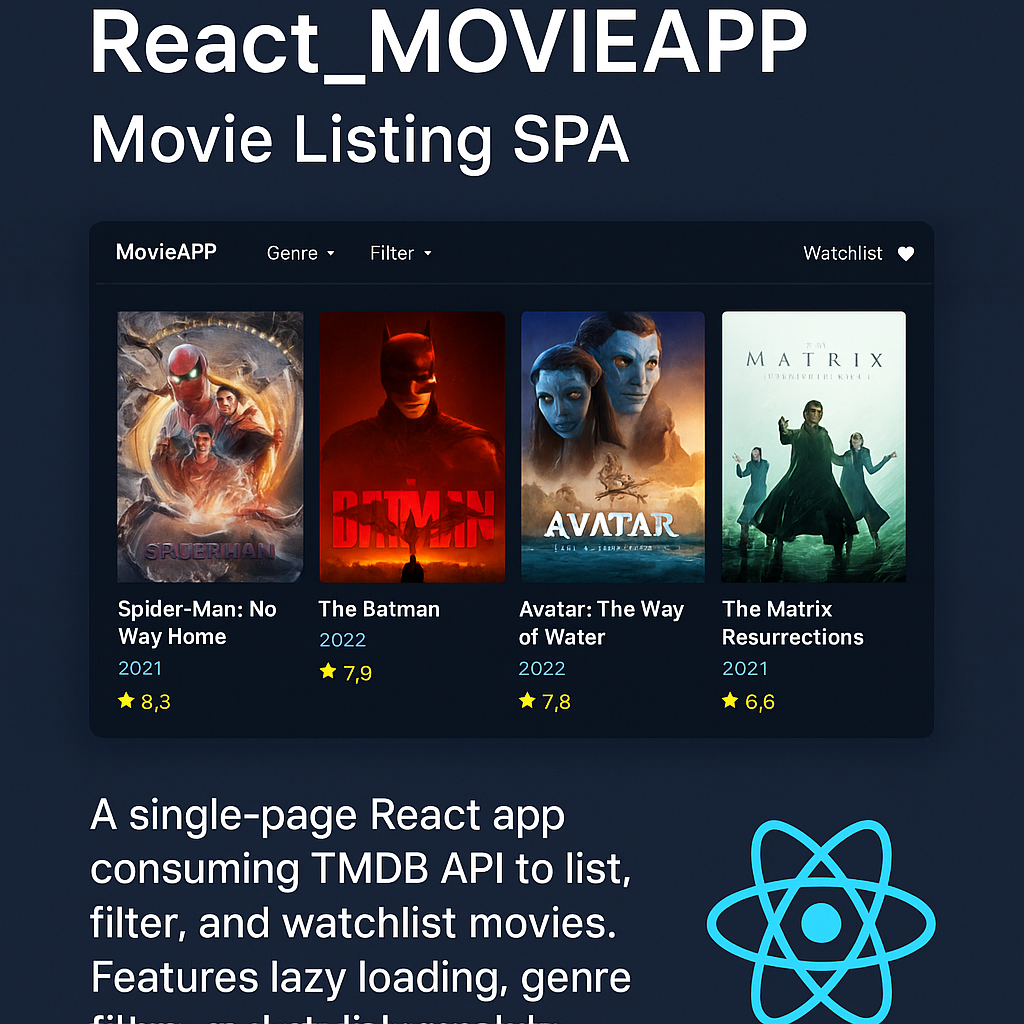 React_MOVIEAPP
Movie Listing SPA
MovieAPP Genre Filter Watchlist
MATRIX
BATMAN
AVATAR
Spider-Man: No
Way Home
2021
8,3
The Batman
2022
7,9
Avatar: The Way
of Water
2022
7,8
The Matrix
Resurrections
2021
6,6
A single-page React app
consuming TMDB API to list,
filter, and watchlist movies.
Features lazy loading, genre